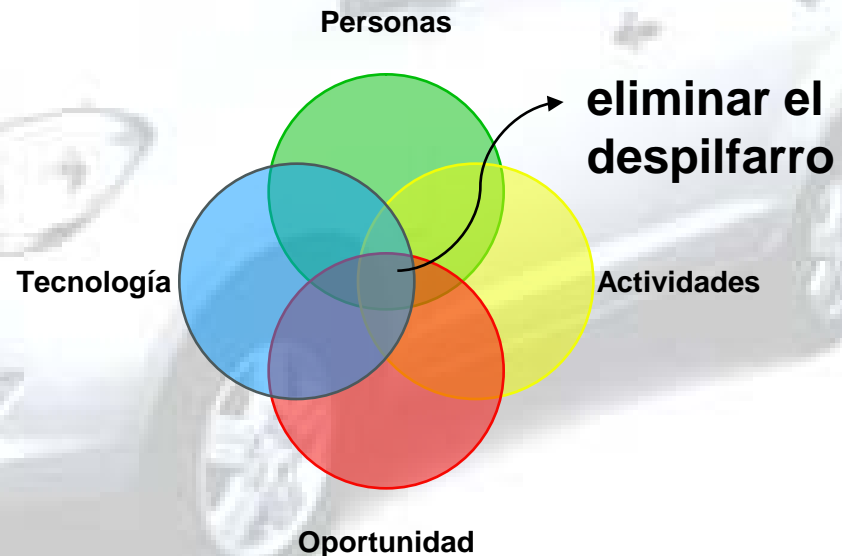 Personas
eliminar el
despilfarro
Tecnología
Actividades
Oportunidad